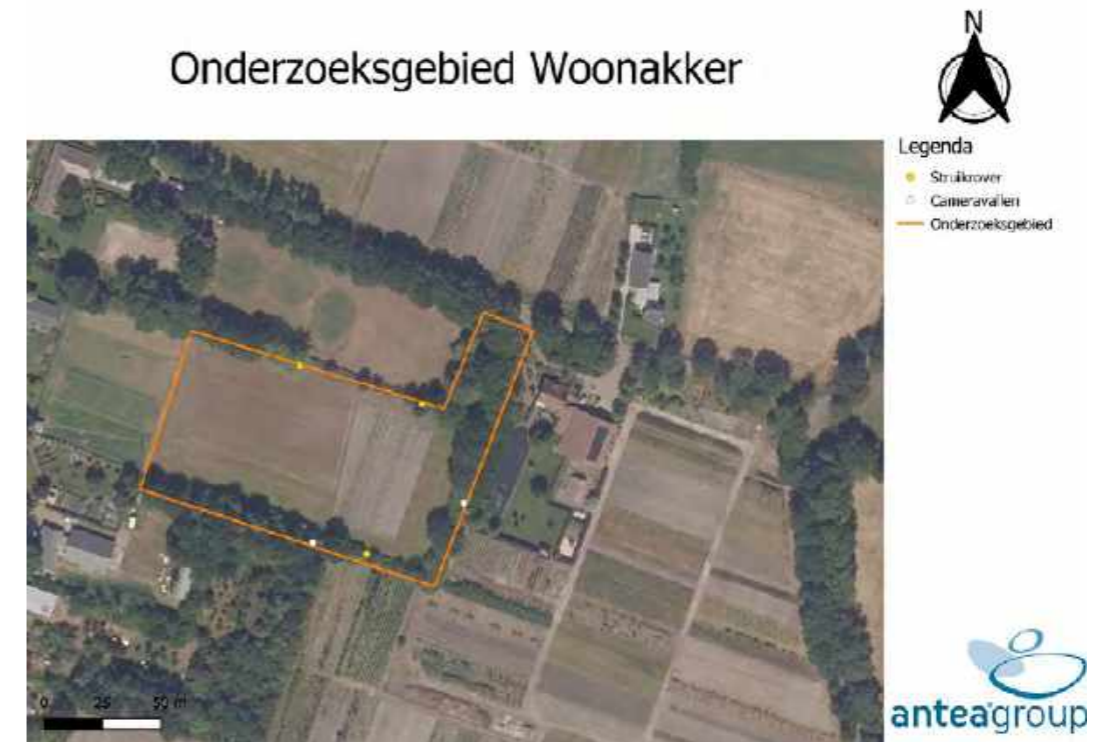 Onderzoeksgebied Woonakker
N
Legenda
Struikrover
Cameravallen
Onderzoeksgebied
0 25 50 m
anteagroup